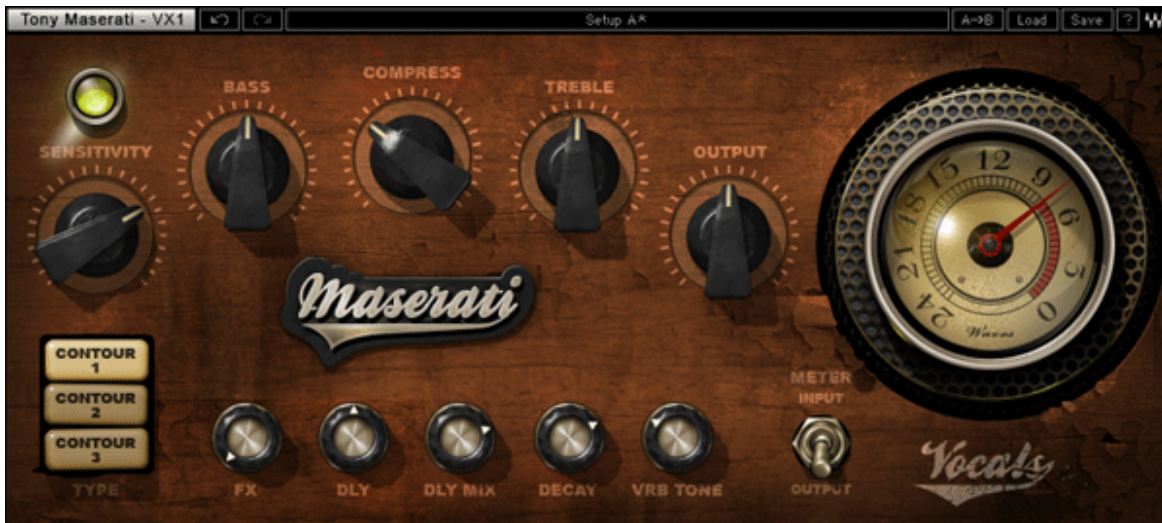 Tony Maserati - VX1
Setup A*
A⇒B
Load
Save
?
W
BASS
COMPRESS
TREBLE
SENSITIVITY
OUTPUT
24
21
18
15
12
9
6
3
0
Waves
Maserati
CONTOUR
1
CONTOUR
2
CONTOUR
3
TYPE
FX
DLY
DLY MIX
DECAY
VRB TONE
METER
INPUT
OUTPUT
Vocals